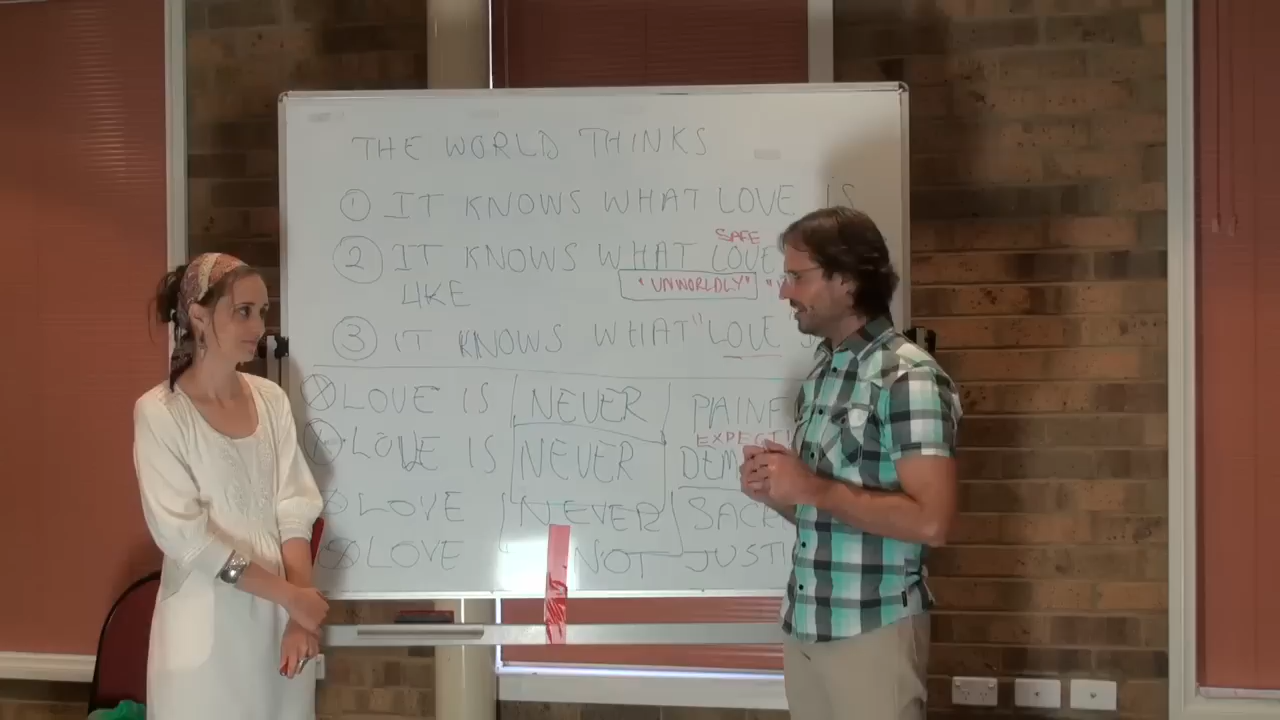 THE WORLD THINKS
① IT KNOWS WHAT LOVE IS
SAFE
② IT KNOWS WHAT LOVE
LIKE "UNWORLDLY"
③ IT KNOWS WHAT "LOVE"
LOVE IS NEVER
EXPECT
LOVE IS NEVER
LOVE NEVER
LOVE NOT